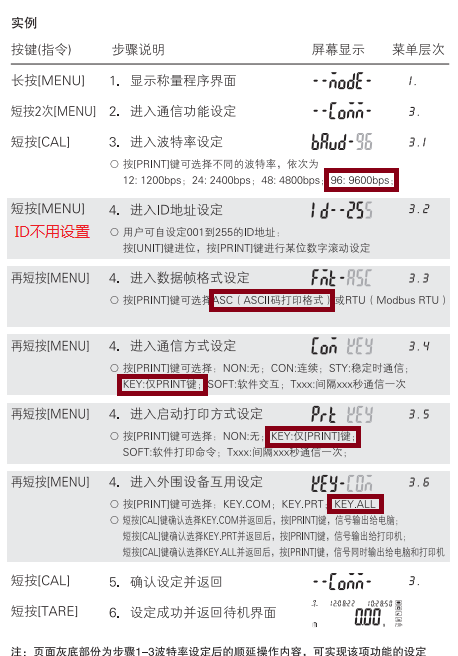 实例
按键(指令) 步骤说明 屏幕显示 菜单层次
长按[MENU] 1. 显示称量程序界面 --nodE- 1.
短按2次[MENU] 2. 进入通信功能设定 --Conn- 3.
短按[CAL] 3. 进入波特率设定 bAud-96 3.1
○ 按[PRINT]键可选择不同的波特率，依次为
12: 1200bps；24: 2400bps；48: 4800bps；96: 9600bps；
短按[MENU] 4. 进入ID地址设定 Id--255 3.2
ID不用设置 ○ 用户可自设定001到255的ID地址；
按[UNIT]键进位，按[PRINT]键进行某位数字滚动设定
再短按[MENU] 4. 进入数据帧格式设定 Fnt-ASC 3.3
○ 按[PRINT]键可选择ASC（ASCII码打印格式）或RTU（Modbus RTU）
再短按[MENU] 4. 进入通信方式设定 Con KEY 3.4
○ 按[PRINT]键可选择：NON:无；CON:连续；STY:稳定时通信；
KEY:仅PRINT键；SOFT:软件交互；Txxx:间隔xxx秒通信一次
再短按[MENU] 4. 进入启动打印方式设定 Prt KEY 3.5
○ 按[PRINT]键可选择：NON:无；KEY:仅[PRINT]键；
SOFT:软件打印命令；Txxx:间隔xxx秒通信一次；
再短按[MENU] 4. 进入外围设备互用设定 KEY-COn 3.6
○ 按[PRINT]键可选择：KEY.COM；KEY.PRT；KEY.ALL
○ 短按[CAL]键确认选择KEY.COM并返回后，按[PRINT]键，信号输出给电脑；
短按[CAL]键确认选择KEY.PRT并返回后，按[PRINT]键，信号输出给打印机；
短按[CAL]键确认选择KEY.ALL并返回后，按[PRINT]键，信号同时输出给电脑和打印机
短按[CAL] 5. 确认设定并返回 --Conn- 3.
短按[TARE] 6. 设定成功并返回待机界面 0.00
注：页面灰底部份为步骤1–3波特率设定后的顺延操作内容，可实现该项功能的设定